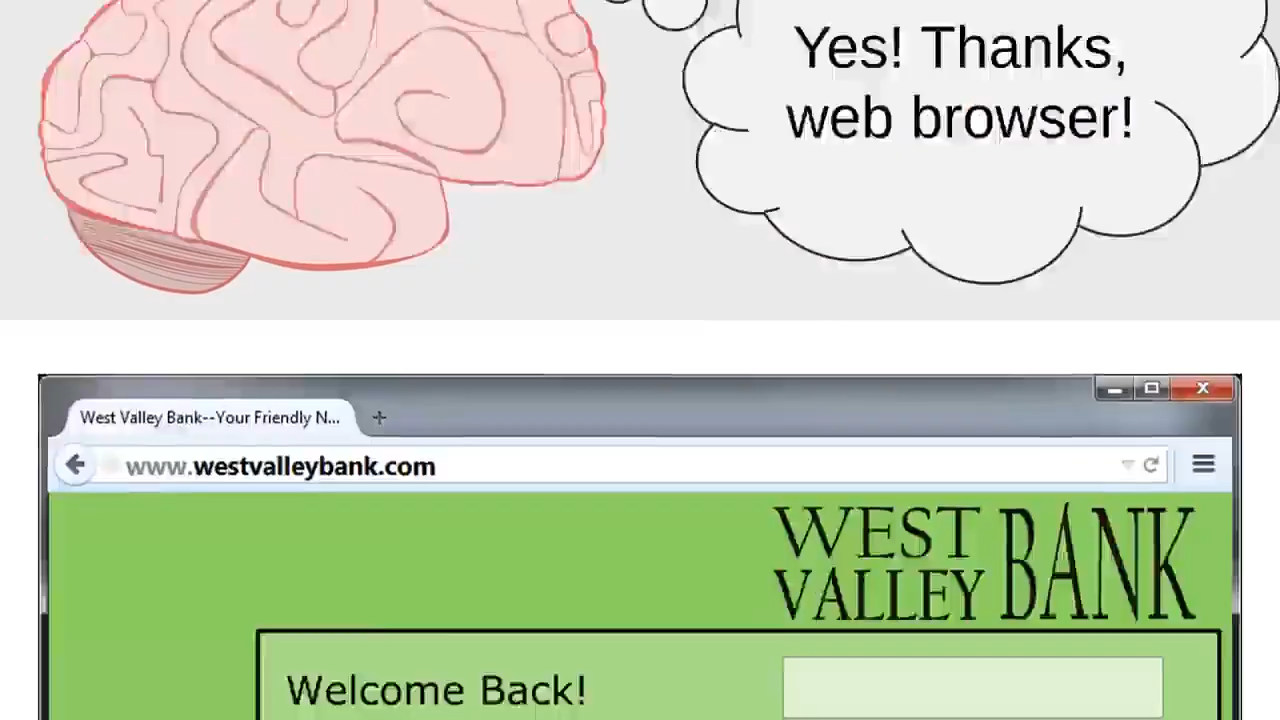 Yes! Thanks,
web browser!
West Valley Bank--Your Friendly N...
www.westvalleybank.com
WEST
VALLEY BANK
Welcome Back!